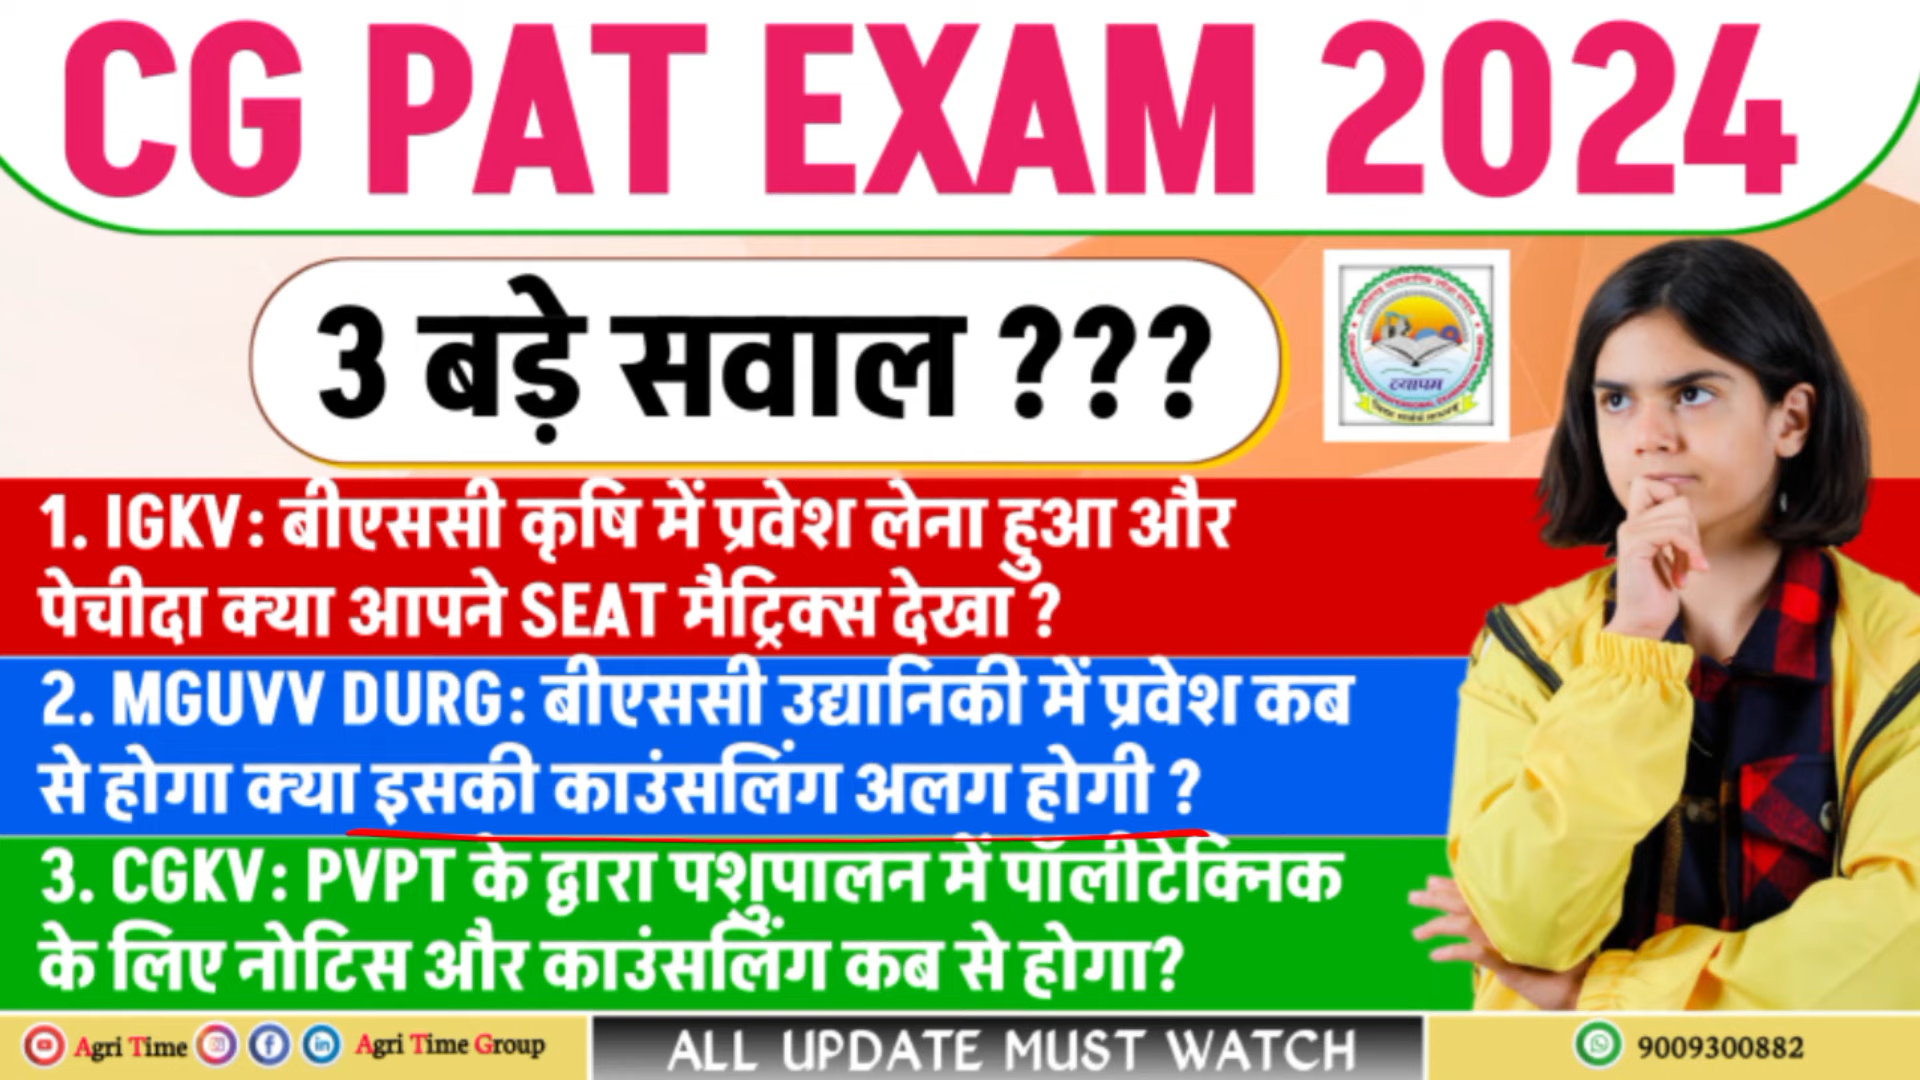 CG PAT EXAM 2024
3 बड़े सवाल ???
व्यापम
1. IGKV: बीएससी कृषि में प्रवेश लेना हुआ और
पेचीदा क्या आपने SEAT मैट्रिक्स देखा ?
2. MGUVV DURG: बीएससी उद्यानिकी में प्रवेश कब
से होगा क्या इसकी काउंसलिंग अलग होगी ?
3. CGKV: PVPT के द्वारा पशुपालन में पॉलीटेक्निक
के लिए नोटिस और काउंसलिंग कब से होगा?
Agri Time Agri Time Group ALL UPDATE MUST WATCH 9009300882